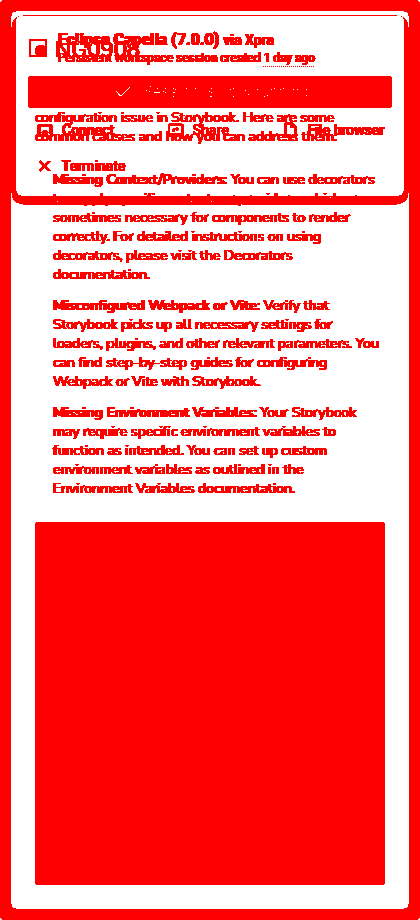 Eclipse Capella (7.0.0) via Xpra
NG0908
Persistent workspace session created 1 day ago
configuration issue in Storybook. Here are some
common causes and how you can address them:
Connect
Share
File browser
Terminate
Missing Context/Providers: You can use decorators
sometimes necessary for components to render
correctly. For detailed instructions on using
decorators, please visit the Decorators
documentation.
Misconfigured Webpack or Vite: Verify that
Storybook picks up all necessary settings for
loaders, plugins, and other relevant parameters. You
can find step-by-step guides for configuring
Webpack or Vite with Storybook.
Missing Environment Variables: Your Storybook
may require specific environment variables to
function as intended. You can set up custom
environment variables as outlined in the
Environment Variables documentation.